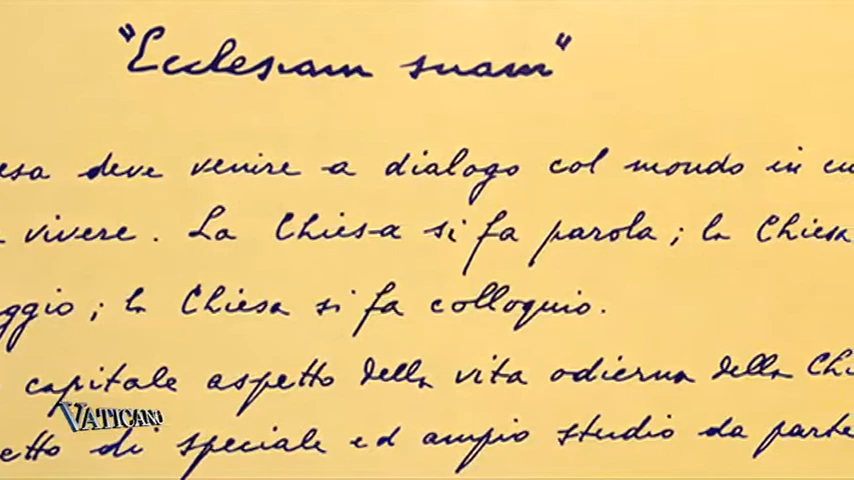 "Ecclesiam suam"
esa deve venire a dialogo col mondo in cu
vivere. La Chiesa si fa parola; la Chiesa
ggio; la Chiesa si fa colloquio.
capitale aspetto della vita odierna della Chi
VATICANO
etto di speciale ed ampio studio da parte